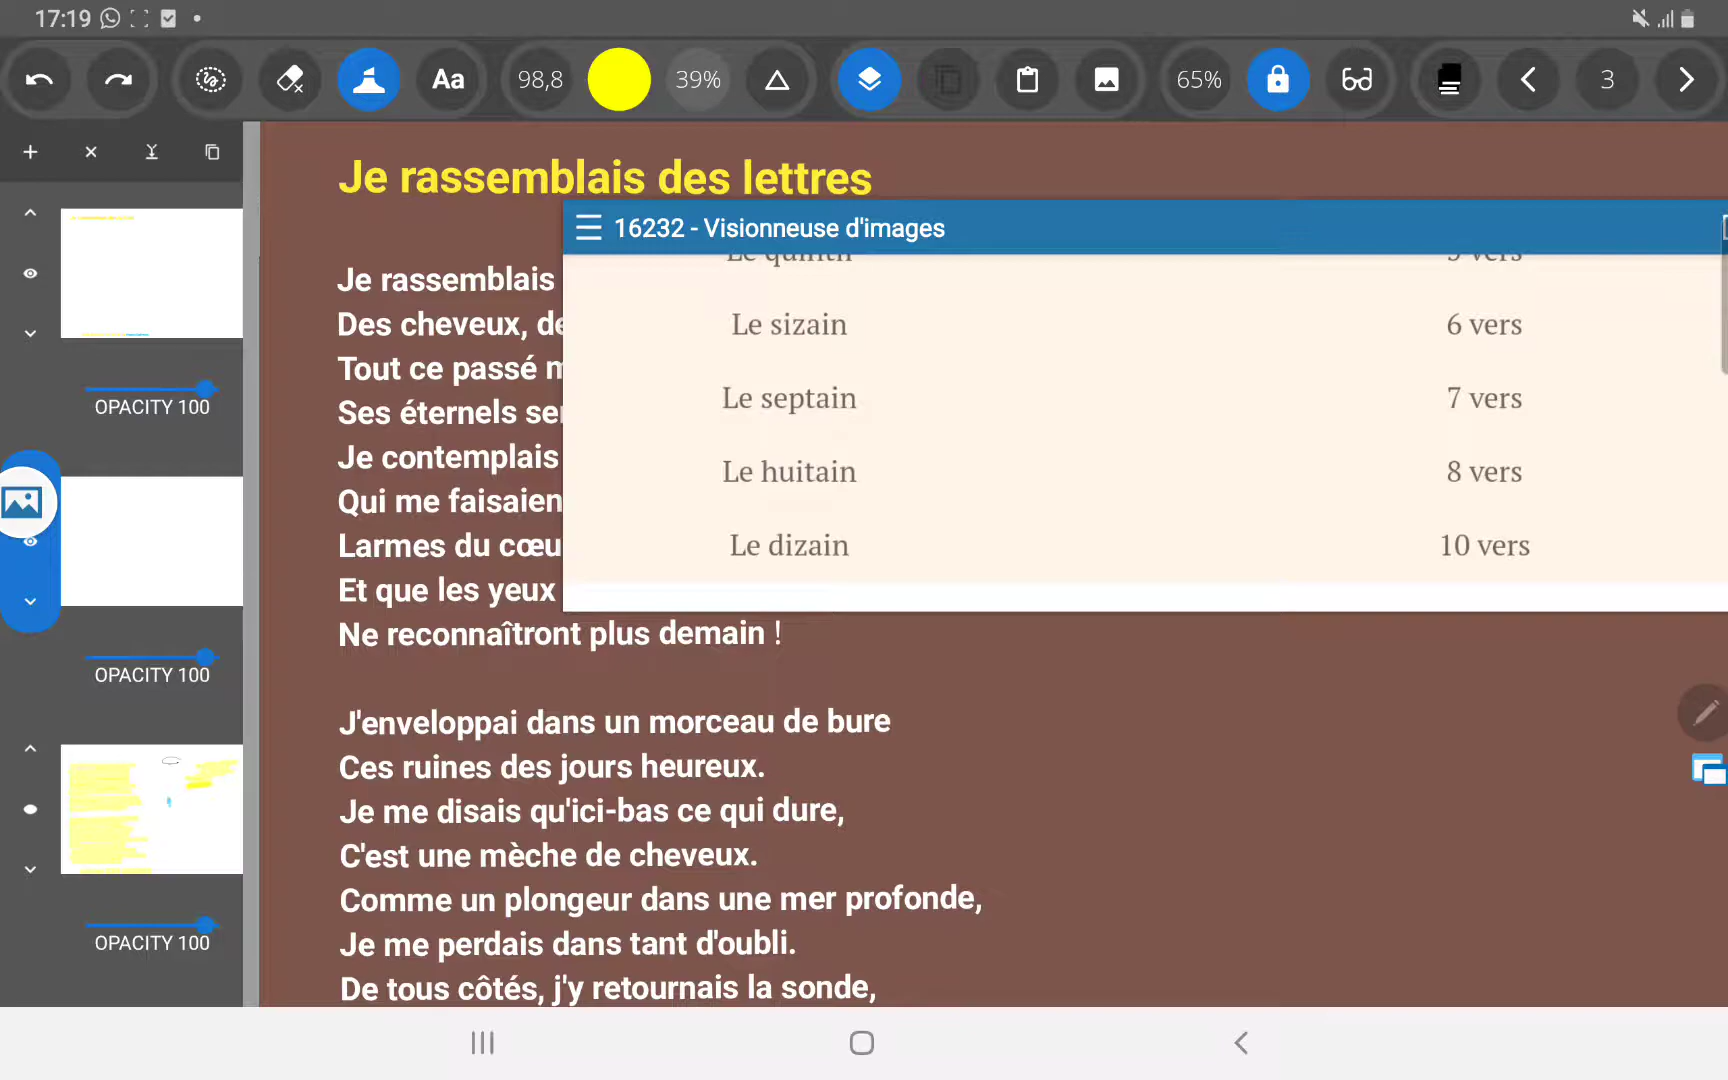 17:19
Aa
98,8
39%
65%
3
Je rassemblais des lettres
16232 - Visionneuse d'images
Le sizain 6 vers
Le septain 7 vers
Le huitain 8 vers
Le dizain 10 vers
Je rassemblais
Des cheveux, de
Tout ce passé m
Ses éternels se
Je contemplais
Qui me faisaien
Larmes du cœu
Et que les yeux
Ne reconnaîtront plus demain !
J'enveloppai dans un morceau de bure
Ces ruines des jours heureux.
Je me disais qu'ici-bas ce qui dure,
C'est une mèche de cheveux.
Comme un plongeur dans une mer profonde,
Je me perdais dans tant d'oubli.
De tous côtés, j'y retournais la sonde,
OPACITY 100
OPACITY 100
OPACITY 100